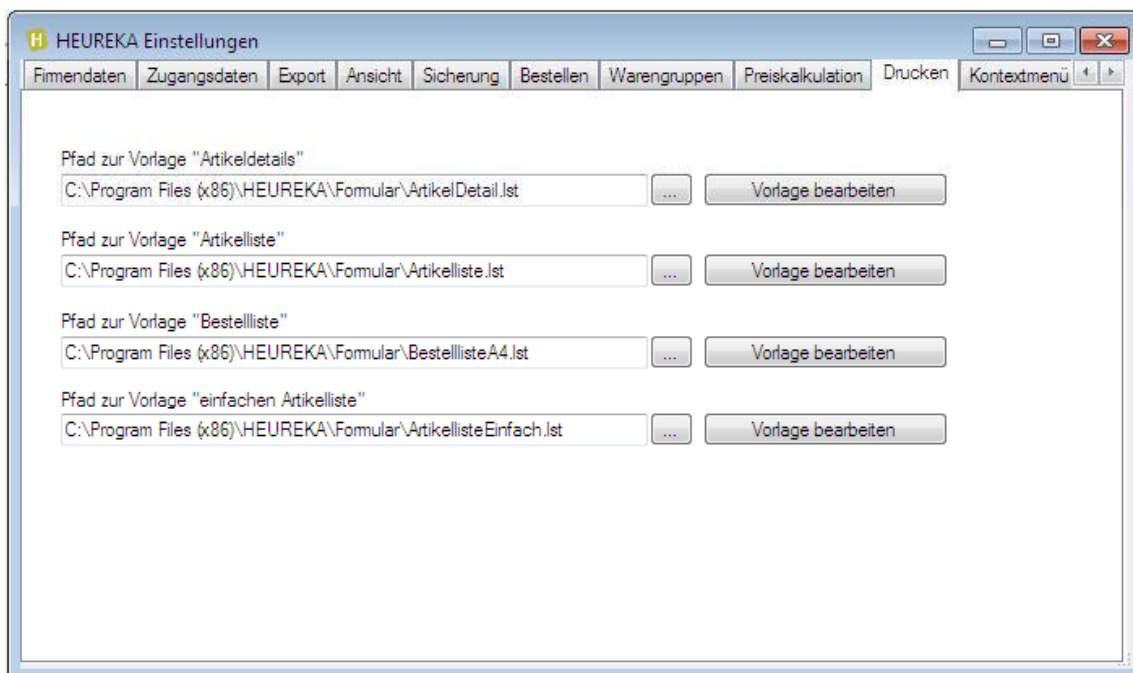 HEUREKA Einstellungen
Firmendaten Zugangsdaten Export Ansicht Sicherung Bestellen Warengruppen Preiskalkulation Drucken Kontextmenü
Pfad zur Vorlage "Artikeldetails"
C:\Program Files (x86)\HEUREKA\Formular\ArtikelDetail.lst ... Vorlage bearbeiten
Pfad zur Vorlage "Artikelliste"
C:\Program Files (x86)\HEUREKA\Formular\Artikelliste.lst ... Vorlage bearbeiten
Pfad zur Vorlage "Bestellliste"
C:\Program Files (x86)\HEUREKA\Formular\BestelllisteA4.lst ... Vorlage bearbeiten
Pfad zur Vorlage "einfachen Artikelliste"
C:\Program Files (x86)\HEUREKA\Formular\ArtikellisteEinfach.lst ... Vorlage bearbeiten